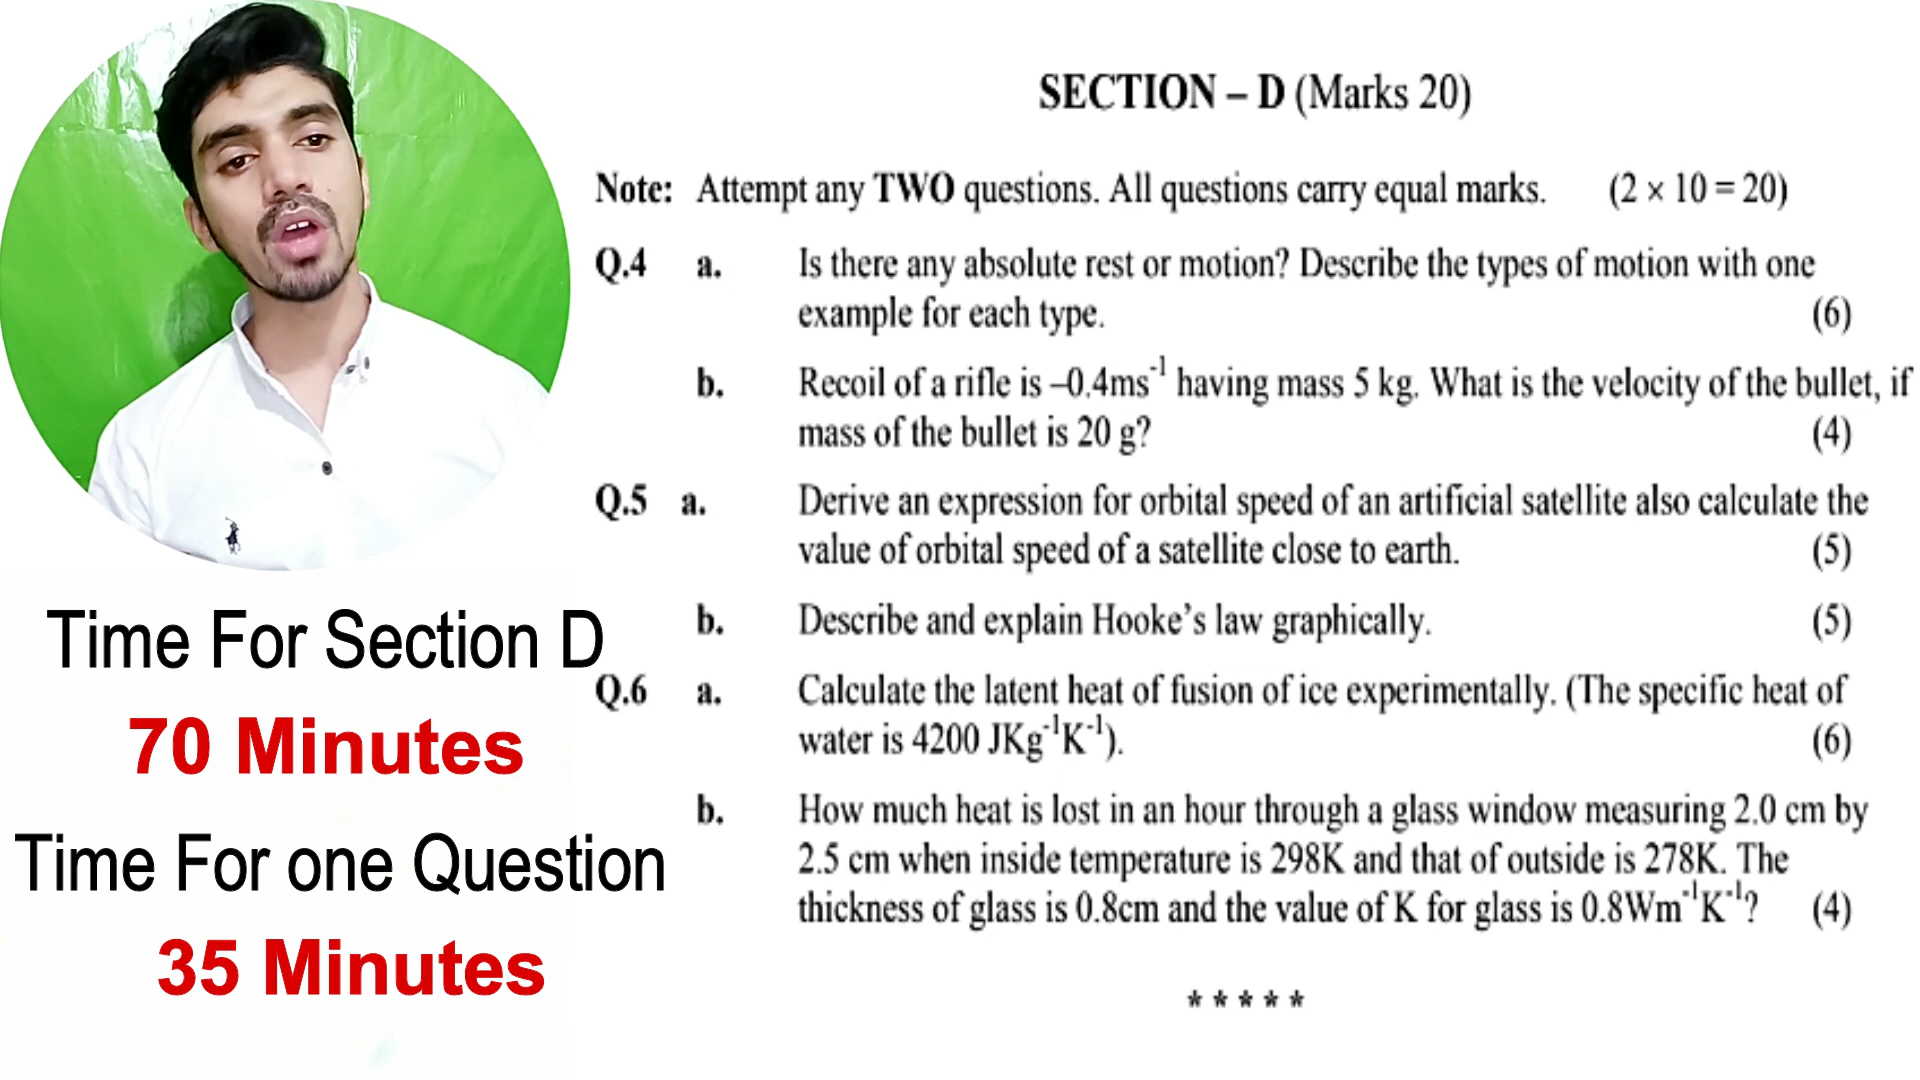 SECTION – D (Marks 20)
Note: Attempt any TWO questions. All questions carry equal marks. (2 × 10 = 20)
Q.4 a. Is there any absolute rest or motion? Describe the types of motion with one
example for each type. (6)
b. Recoil of a rifle is –0.4ms⁻¹ having mass 5 kg. What is the velocity of the bullet, if
mass of the bullet is 20 g? (4)
Q.5 a. Derive an expression for orbital speed of an artificial satellite also calculate the
value of orbital speed of a satellite close to earth. (5)
b. Describe and explain Hooke’s law graphically. (5)
Q.6 a. Calculate the latent heat of fusion of ice experimentally. (The specific heat of
water is 4200 JKg⁻¹K⁻¹). (6)
b. How much heat is lost in an hour through a glass window measuring 2.0 cm by
2.5 cm when inside temperature is 298K and that of outside is 278K. The
thickness of glass is 0.8cm and the value of K for glass is 0.8Wm⁻¹K⁻¹? (4)
* * * * *
Time For Section D
70 Minutes
Time For one Question
35 Minutes